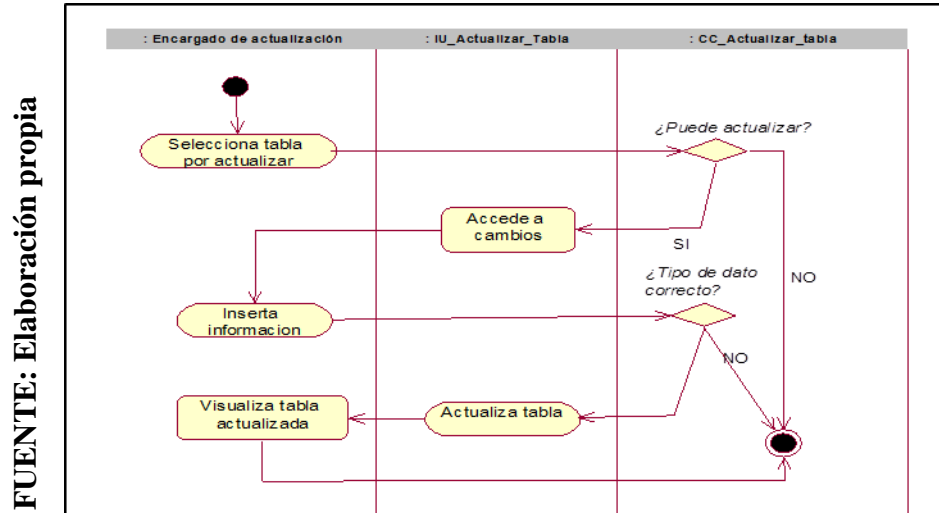 FUENTE: Elaboración propia
: Encargado de actualización
: IU_Actualizar_Tabla
: CC_Actualizar_tabla
¿Puede actualizar?
Selecciona tabla
por actualizar
Accede a
cambios
SI
NO
¿Tipo de dato
correcto?
Inserta
informacion
NO
Visualiza tabla
actualizada
Actualiza tabla